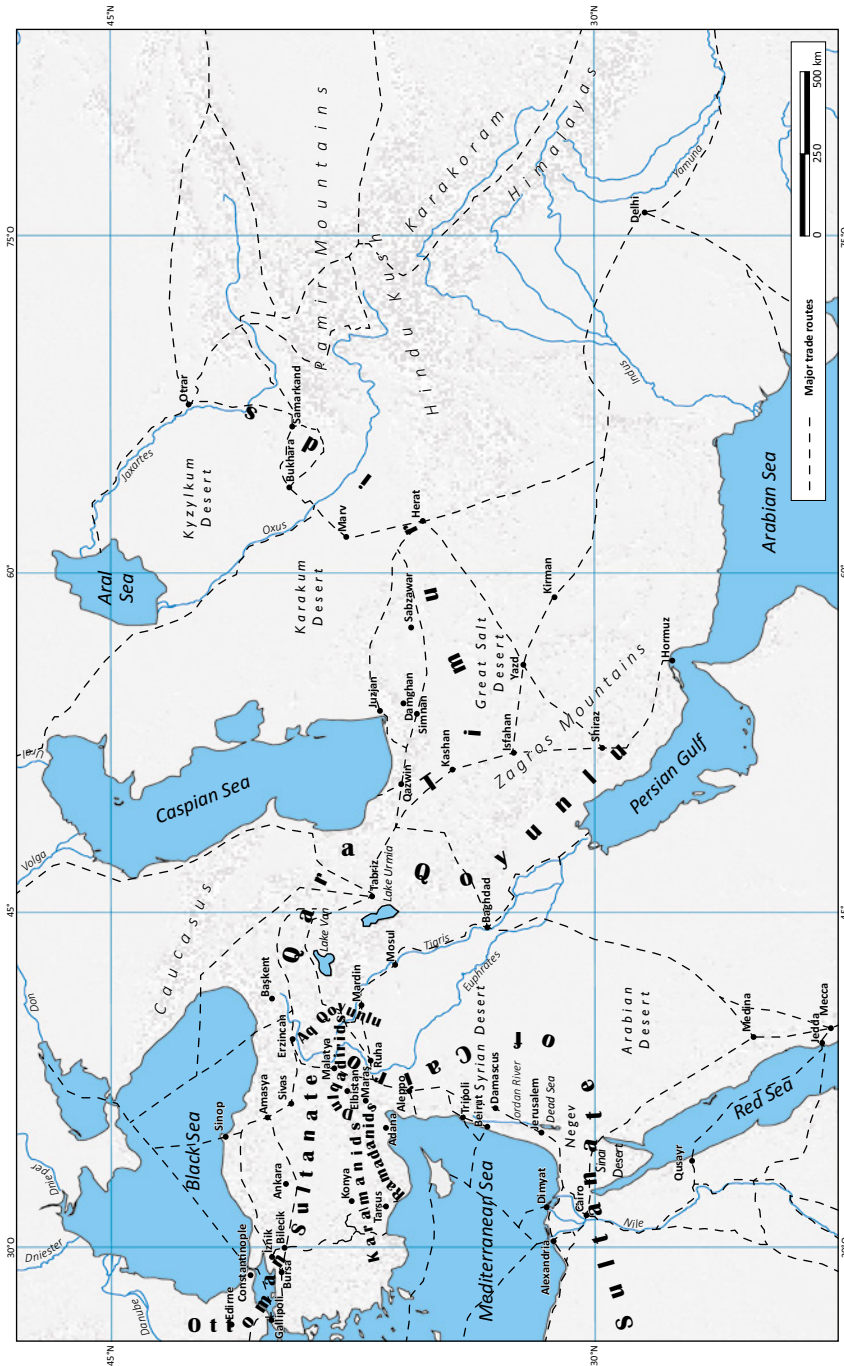 45°N
45°N
30°N
30°N
30°O
45°O
60°O
75°O
Danube
Dniester
Dnieper
Don
Volga
Ural
Aral
Sea
Jaxartes
Otrar
Kyzylkum
Desert
Oxus
Black Sea
Caucasus
Caspian Sea
Karakum
Desert
Bukhara
Samarkand
Pamir Mountains
Edirne
Constantinople
Gallipoli
Iznik
Bursa
Bilecik
Ankara
Sinop
Amasya
Sivas
Erzincan
Başkent
Ottoman Sultanate
Konya
Karamanids
Tarsus
Ramadanids
Adana
Dulqadirids
Malatya
Elbistan
Maraş
Aq Qoyunlu
Mardin
Ruha
Lake Van
Lake Urmia
Tabriz
Qara Qoyunlu
Mosul
Tigris
Euphrates
Baghdad
Timurids
Juzjan
Damghan
Simnan
Sabzawar
Marv
Herat
Qazwin
Kashan
Isfahan
Great Salt
Desert
Yazd
Kirman
Zagros Mountains
Shiraz
Hormuz
Persian Gulf
Hindu Kush
Karakoram
Himalayas
Indus
Delhi
Yamuna
Arabian Sea
Mediterranean Sea
Aleppo
Tripoli
Beirut
Damascus
Syrian Desert
Jordan River
Jerusalem
Dead Sea
Negev
Sinai
Desert
Alexandria
Dimyat
Cairo
Nile
Sultanate of Cairo
Qusayr
Red Sea
Arabian
Desert
Medina
Jedda
Mecca
Major trade routes
0 250 500 km